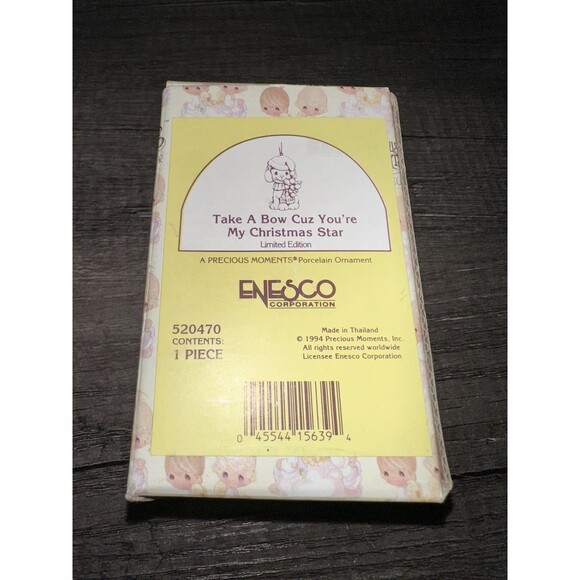 Take A Bow Cuz You're
My Christmas Star
Limited Edition
A PRECIOUS MOMENTS® Porcelain Ornament
ENESCO
CORPORATION
520470
CONTENTS:
1 PIECE
Made in Thailand
© 1994 Precious Moments, Inc.
All rights reserved worldwide
Licensee Enesco Corporation
0 45544 15639 4